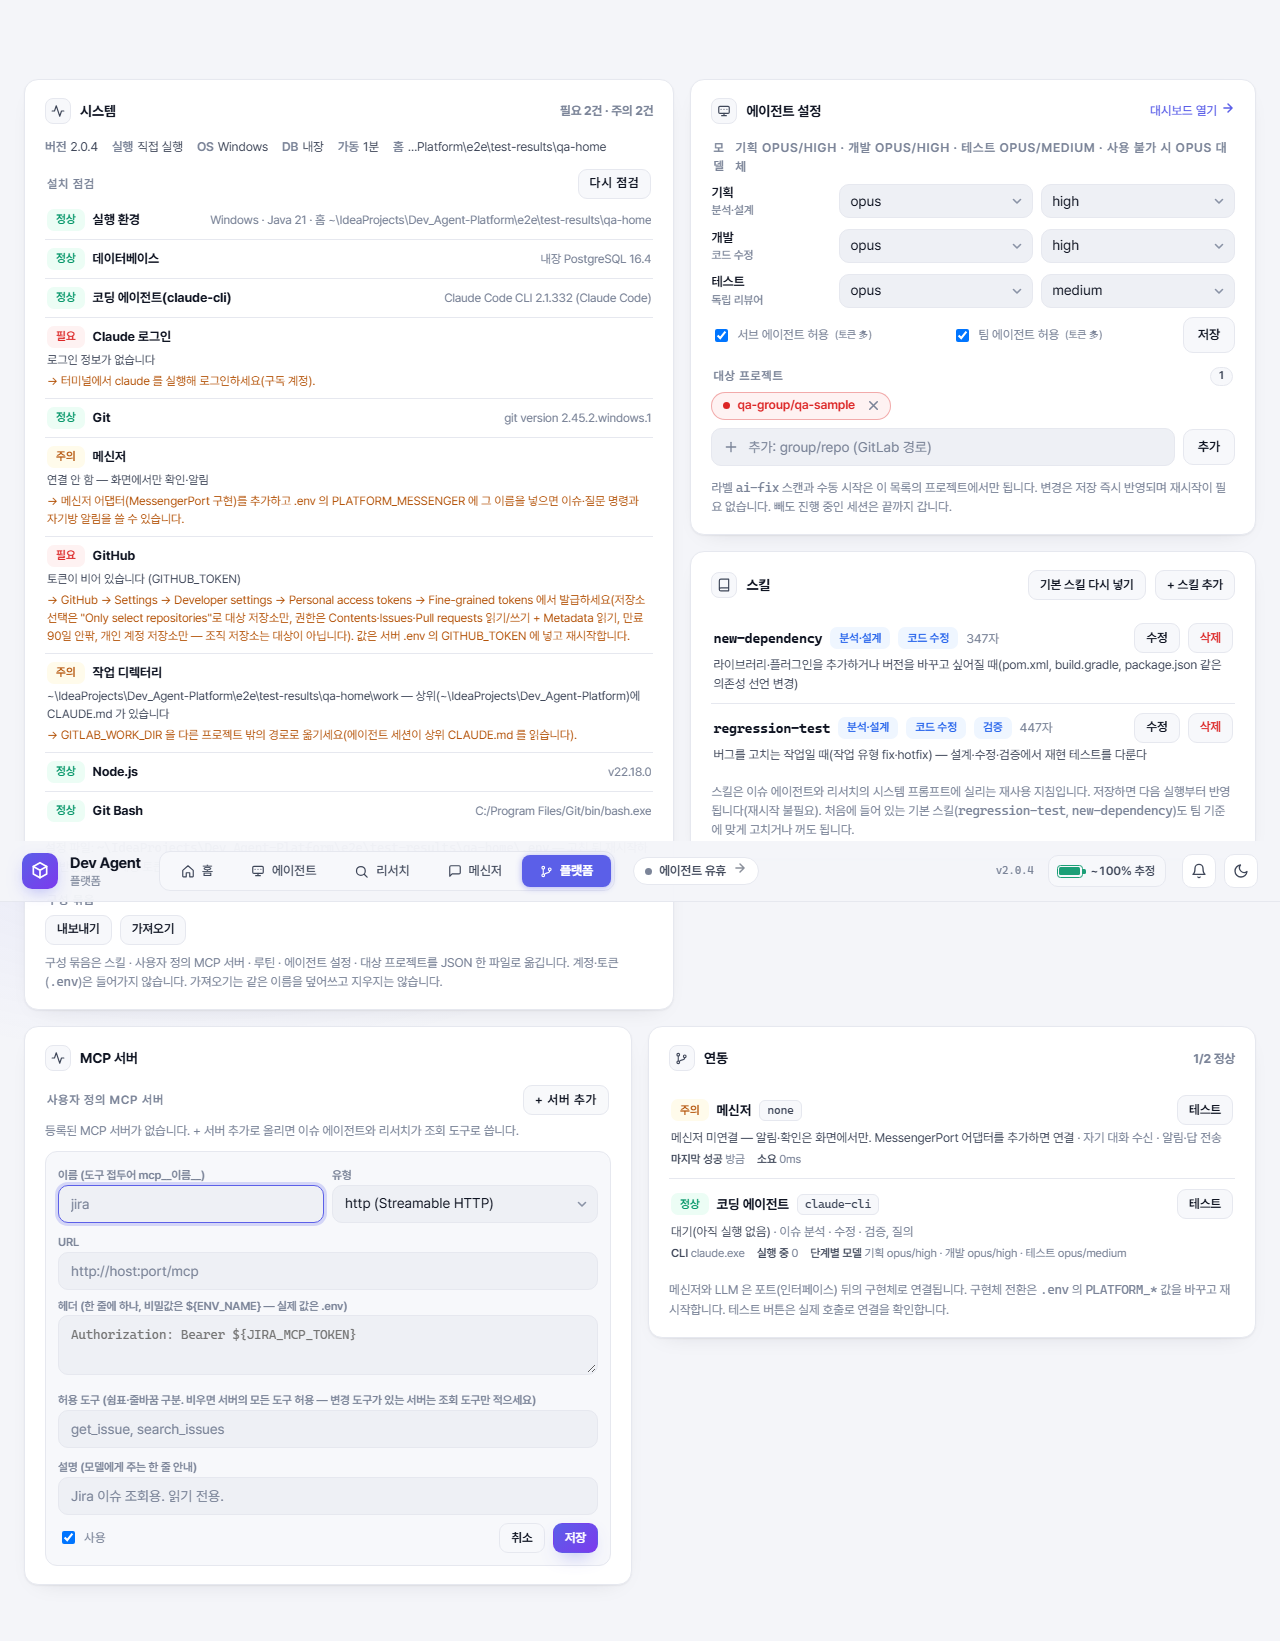 시스템
필요 2건 · 주의 2건
버전 2.0.4 실행 직접 실행 OS Windows DB 내장 가동 1분 홈 ...Platform\e2e\test-results\qa-home
설치 점검
다시 점검
정상 실행 환경 Windows · Java 21 · 홈 ~\IdeaProjects\Dev_Agent-Platform\e2e\test-results\qa-home
정상 데이터베이스 내장 PostgreSQL 16.4
정상 코딩 에이전트(claude-cli) Claude Code CLI 2.1.332 (Claude Code)
필요 Claude 로그인
로그인 정보가 없습니다
→ 터미널에서 claude 를 실행해 로그인하세요(구독 계정).
정상 Git git version 2.45.2.windows.1
주의 메신저
연결 안 함 — 화면에서만 확인·알림
→ 메신저 어댑터(MessengerPort 구현)를 추가하고 .env 의 PLATFORM_MESSENGER 에 그 이름을 넣으면 이슈·질문 명령과
자기방 알림을 쓸 수 있습니다.
필요 GitHub
토큰이 비어 있습니다 (GITHUB_TOKEN)
→ GitHub → Settings → Developer settings → Personal access tokens → Fine-grained tokens 에서 발급하세요(저장소
선택은 "Only select repositories"로 대상 저장소만, 권한은 Contents·Issues·Pull requests 읽기/쓰기 + Metadata 읽기, 만료
90일 안팎, 개인 계정 저장소만 — 조직 저장소는 대상이 아닙니다). 값은 서버 .env 의 GITHUB_TOKEN 에 넣고 재시작합니다.
주의 작업 디렉터리
~\IdeaProjects\Dev_Agent-Platform\e2e\test-results\qa-home\work — 상위(~\IdeaProjects\Dev_Agent-Platform)에
CLAUDE.md 가 있습니다
→ GITLAB_WORK_DIR 을 다른 프로젝트 밖의 경로로 옮기세요(에이전트 세션이 상위 CLAUDE.md 를 읽습니다).
정상 Node.js v22.18.0
정상 Git Bash C:/Program Files/Git/bin/bash.exe
에이전트 설정
대시보드 열기 →
모델 기획 OPUS/HIGH · 개발 OPUS/HIGH · 테스트 OPUS/MEDIUM · 사용 불가 시 OPUS 대체
기획 opus high
분석·설계
개발 opus high
코드 수정
테스트 opus medium
독립 리뷰어
서브 에이전트 허용 (토큰 多) 팀 에이전트 허용 (토큰 多) 저장
대상 프로젝트 1
qa-group/qa-sample ×
+ 추가: group/repo (GitLab 경로) 추가
라벨 ai-fix 스캔과 수동 시작은 이 목록의 프로젝트에서만 됩니다. 변경은 저장 즉시 반영되며 재시작이 필
요 없습니다. 빼도 진행 중인 세션은 끝까지 갑니다.
스킬
기본 스킬 다시 넣기 + 스킬 추가
new-dependency 분석·설계 코드 수정 347자 수정 삭제
라이브러리·플러그인을 추가하거나 버전을 바꾸고 싶어질 때(pom.xml, build.gradle, package.json 같은
의존성 선언 변경)
regression-test 분석·설계 코드 수정 검증 447자 수정 삭제
버그를 고치는 작업일 때(작업 유형 fix·hotfix) — 설계·수정·검증에서 재현 테스트를 다룬다
스킬은 이슈 에이전트와 리서치의 시스템 프롬프트에 실리는 재사용 지침입니다. 저장하면 다음 실행부터 반영
됩니다(재시작 불필요). 처음에 들어 있는 기본 스킬(regression-test, new-dependency)도 팀 기준
에 맞게 고치거나 꺼도 됩니다.
Dev Agent
플랫폼
홈 에이전트 리서치 메신저 플랫폼
에이전트 유휴 →
v2.0.4 ~100% 추정
내보내기 가져오기
구성 묶음은 스킬 · 사용자 정의 MCP 서버 · 루틴 · 에이전트 설정 · 대상 프로젝트를 JSON 한 파일로 옮깁니다. 계정·토큰
(.env)은 들어가지 않습니다. 가져오기는 같은 이름을 덮어쓰고 지우지는 않습니다.
MCP 서버
사용자 정의 MCP 서버 + 서버 추가
등록된 MCP 서버가 없습니다. + 서버 추가로 올리면 이슈 에이전트와 리서치가 조회 도구로 씁니다.
이름 (도구 접두어 mcp__이름__) 유형
jira http (Streamable HTTP)
URL
http://host:port/mcp
헤더 (한 줄에 하나, 비밀값은 ${ENV_NAME} — 실제 값은 .env)
Authorization: Bearer ${JIRA_MCP_TOKEN}
허용 도구 (쉼표·줄바꿈 구분. 비우면 서버의 모든 도구 허용 — 변경 도구가 있는 서버는 조회 도구만 적으세요)
get_issue, search_issues
설명 (모델에게 주는 한 줄 안내)
Jira 이슈 조회용. 읽기 전용.
사용 취소 저장
연동
1/2 정상
주의 메신저 none 테스트
메신저 미연결 — 알림·확인은 화면에서만. MessengerPort 어댑터를 추가하면 연결 · 자기 대화 수신 · 알림·답 전송
마지막 성공 방금 소요 0ms
정상 코딩 에이전트 claude-cli 테스트
대기(아직 실행 없음) · 이슈 분석 · 수정 · 검증, 질의
CLI claude.exe 실행 중 0 단계별 모델 기획 opus/high · 개발 opus/high · 테스트 opus/medium
메신저와 LLM 은 포트(인터페이스) 뒤의 구현체로 연결됩니다. 구현체 전환은 .env 의 PLATFORM_* 값을 바꾸고 재
시작합니다. 테스트 버튼은 실제 호출로 연결을 확인합니다.